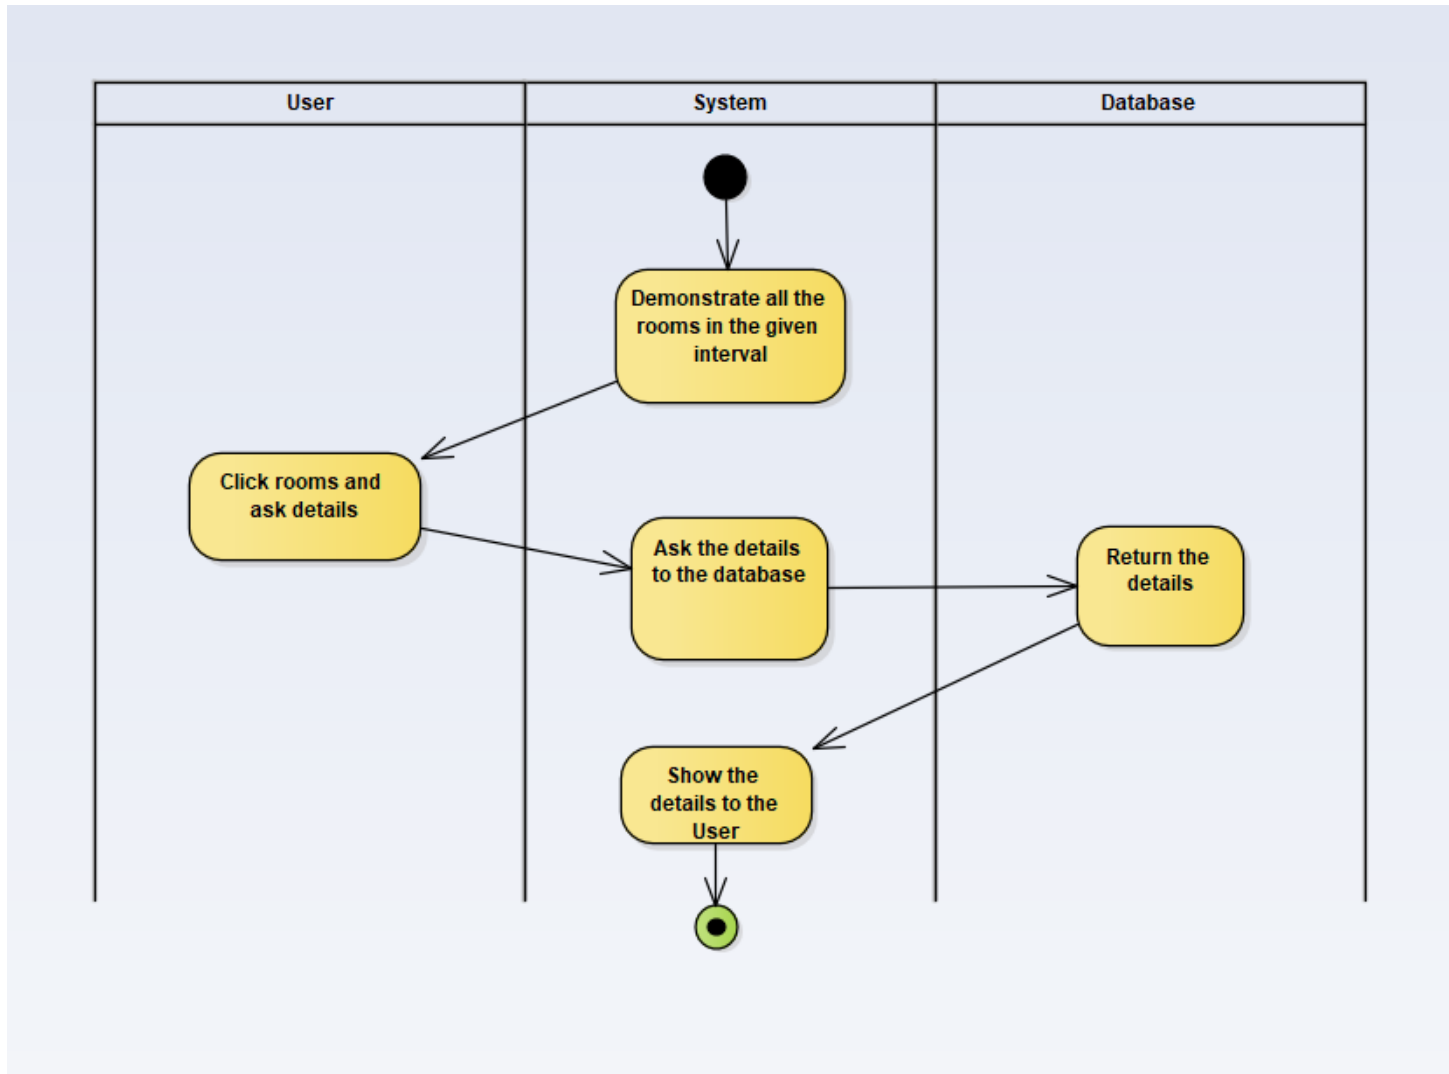 User
System
Database
Demonstrate all the
rooms in the given
interval
Click rooms and
ask details
Ask the details
to the database
Return the
details
Show the
details to the
User